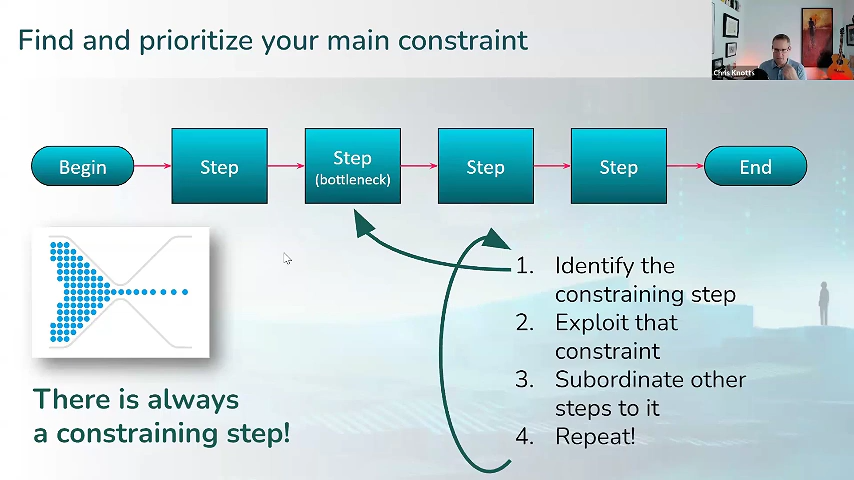 Find and prioritize your main constraint
Chris Knotts
Begin
Step
Step
(bottleneck)
Step
Step
End
1. Identify the
constraining step
2. Exploit that
constraint
3. Subordinate other
steps to it
4. Repeat!
There is always
a constraining step!